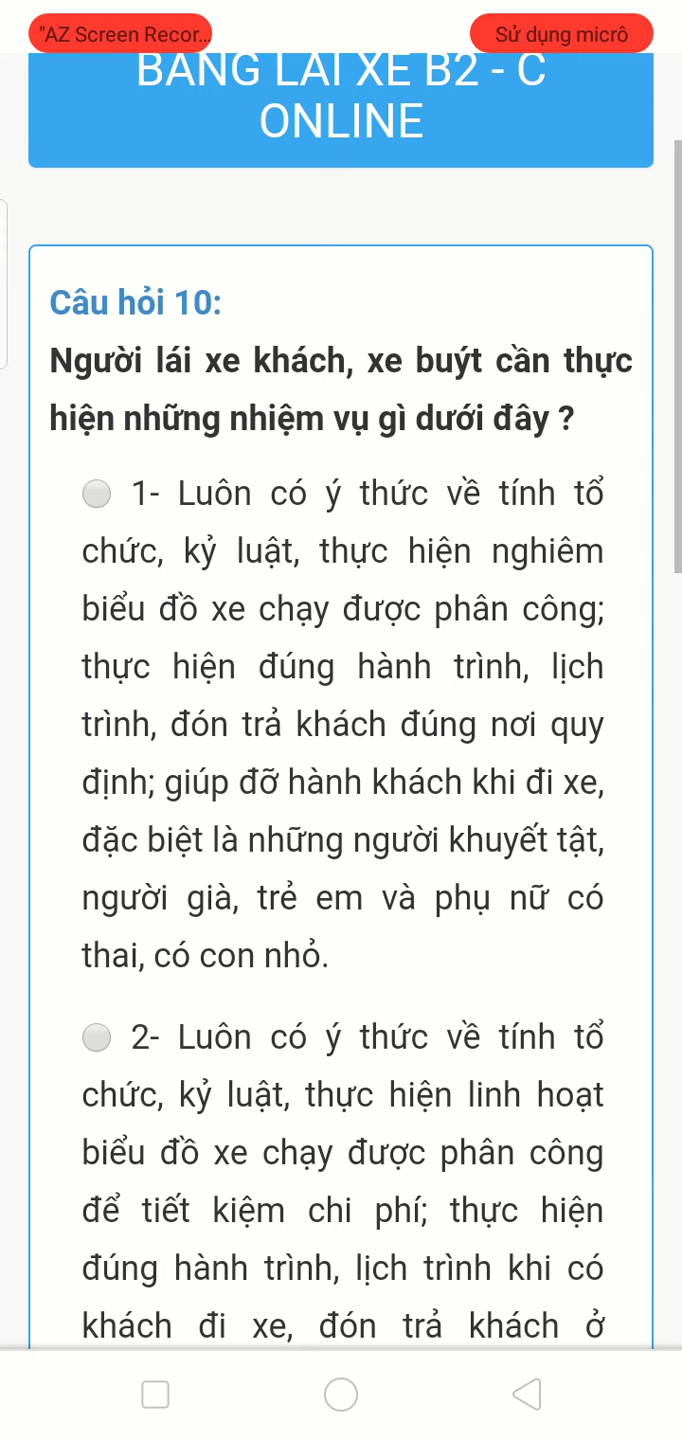 "AZ Screen Recor...
Sử dụng micrô
BẰNG LÁI XE B2 - C
ONLINE
Câu hỏi 10:
Người lái xe khách, xe buýt cần thực
hiện những nhiệm vụ gì dưới đây ?
1- Luôn có ý thức về tính tổ
chức, kỷ luật, thực hiện nghiêm
biểu đồ xe chạy được phân công;
thực hiện đúng hành trình, lịch
trình, đón trả khách đúng nơi quy
định; giúp đỡ hành khách khi đi xe,
đặc biệt là những người khuyết tật,
người già, trẻ em và phụ nữ có
thai, có con nhỏ.
2- Luôn có ý thức về tính tổ
chức, kỷ luật, thực hiện linh hoạt
biểu đồ xe chạy được phân công
để tiết kiệm chi phí; thực hiện
đúng hành trình, lịch trình khi có
khách đi xe, đón trả khách ở